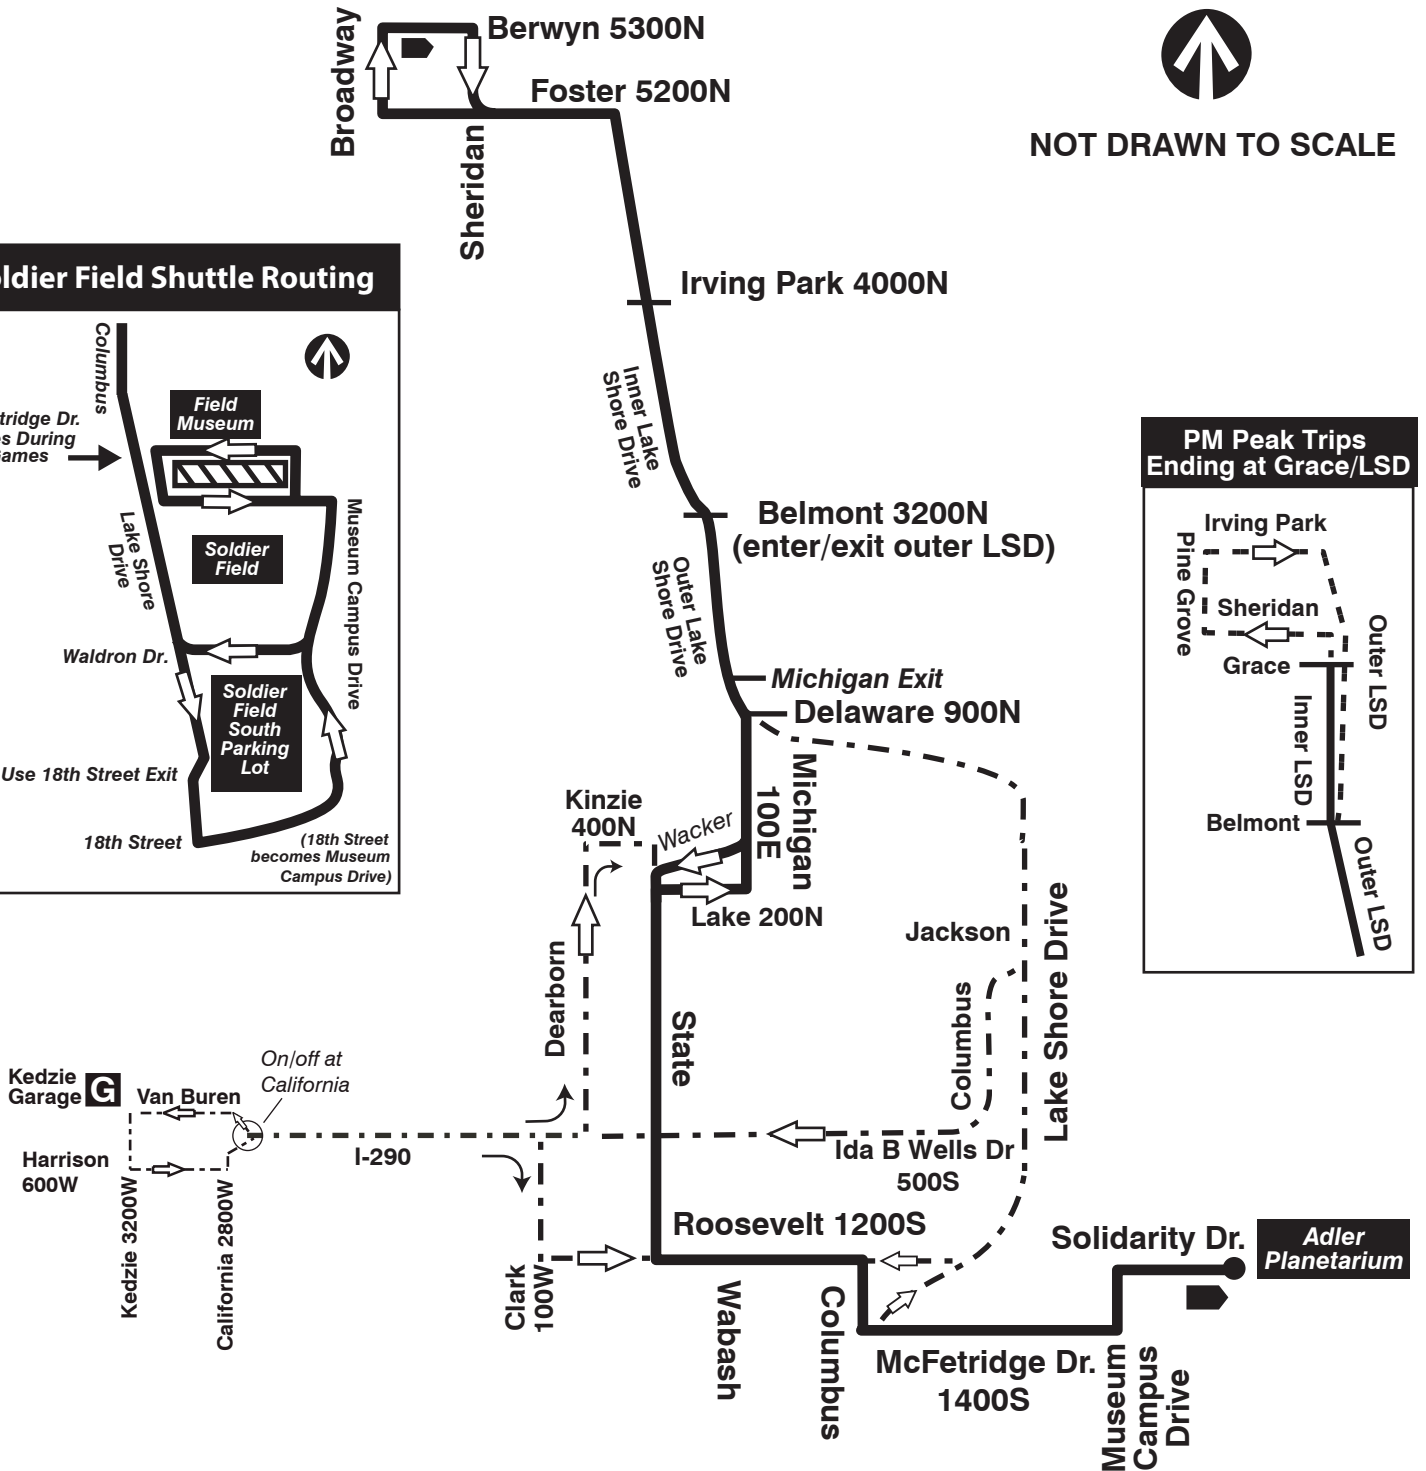 Broadway
Berwyn 5300N
Foster 5200N
Sheridan
NOT DRAWN TO SCALE
Irving Park 4000N
Inner Lake
Shore Drive
Belmont 3200N
(enter/exit outer LSD)
Outer Lake
Shore Drive
Michigan Exit
Delaware 900N
Michigan
100E
Kinzie
400N
Wacker
Lake 200N
Dearborn
State
Jackson
Columbus
Lake Shore Drive
Ida B Wells Dr
500S
On/off at
California
Kedzie
Garage
G
Van Buren
Harrison
600W
Kedzie 3200W
California 2800W
I-290
Clark
100W
Roosevelt 1200S
Wabash
Columbus
McFetridge Dr.
1400S
Museum
Campus
Drive
Solidarity Dr.
Adler
Planetarium
ldier Field Shuttle Routing
Columbus
Field
Museum
tridge Dr.
s During
ames
Lake Shore
Drive
Soldier
Field
Museum Campus Drive
Waldron Dr.
Soldier
Field
South
Parking
Lot
Use 18th Street Exit
18th Street
(18th Street
becomes Museum
Campus Drive)
PM Peak Trips
Ending at Grace/LSD
Irving Park
Pine Grove
Sheridan
Grace
Outer LSD
Inner LSD
Belmont
Outer LSD